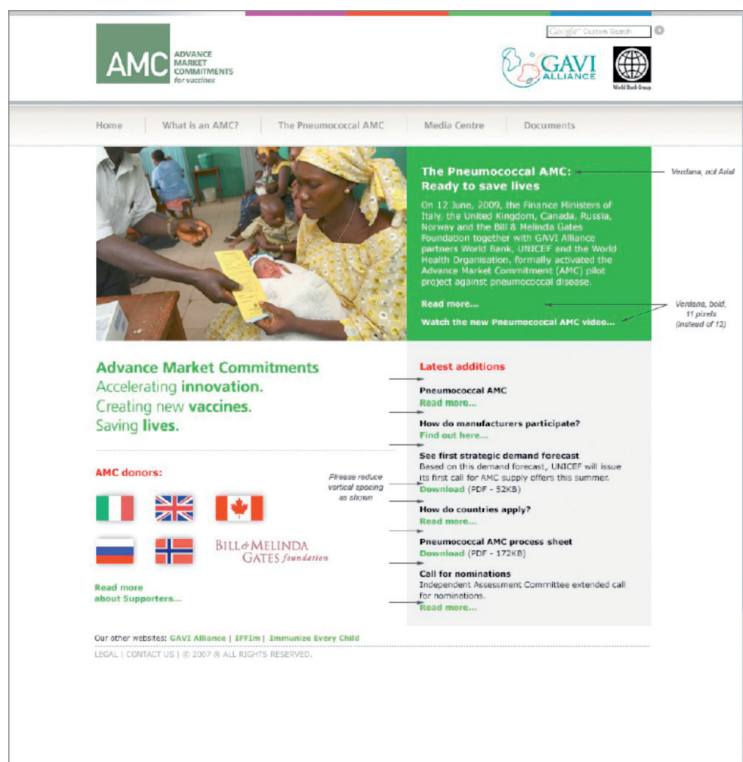 Google™ Custom Search
AMC
ADVANCE
MARKET
COMMITMENTS
for vaccines
GAVI
ALLIANCE
World Bank Group
Home
What is an AMC?
The Pneumococcal AMC
Media Centre
Documents
The Pneumococcal AMC:
Ready to save lives
Verdana, not Arial
On 12 June, 2009, the Finance Ministers of
Italy, the United Kingdom, Canada, Russia,
Norway and the Bill & Melinda Gates
Foundation together with GAVI Alliance
partners World Bank, UNICEF and the World
Health Organisation, formally activated the
Advance Market Commitment (AMC) pilot
project against pneumococcal disease.
Read more...
Watch the new Pneumococcal AMC video...
Verdana, bold,
11 pixels
(instead of 12)
Advance Market Commitments
Accelerating innovation.
Creating new vaccines.
Saving lives.
AMC donors:
BILL & MELINDA
GATES foundation
Read more
about Supporters...
Please reduce
vertical spacing
as shown
Latest additions
Pneumococcal AMC
Read more...
How do manufacturers participate?
Find out here...
See first strategic demand forecast
Based on this demand forecast, UNICEF will issue
its first call for AMC supply offers this summer.
Download (PDF - 52KB)
How do countries apply?
Read more...
Pneumococcal AMC process sheet
Download (PDF - 172KB)
Call for nominations
Independent Assessment Committee extended call
for nominations.
Read more...
Our other websites: GAVI Alliance | IFFIm | Immunize Every Child
LEGAL | CONTACT US | © 2007 ® ALL RIGHTS RESERVED.